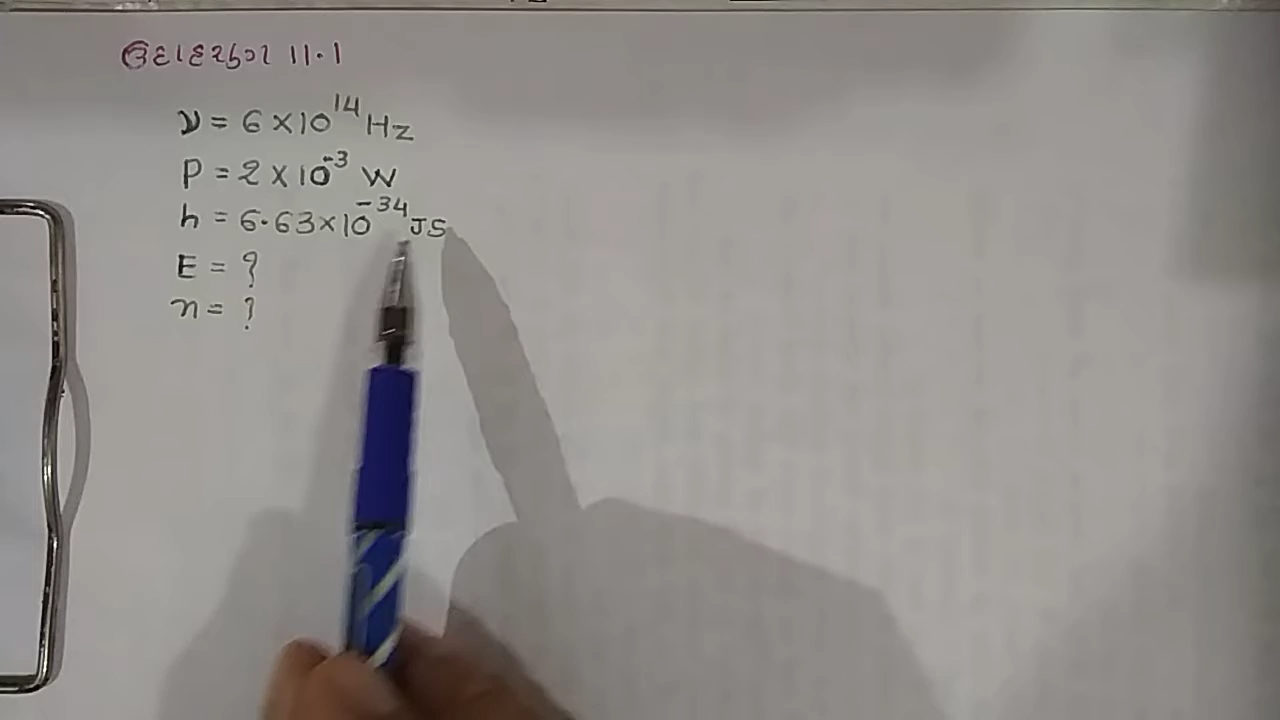 ઉદાહરણ 11.1
ν = 6 × 10¹⁴ Hz
P = 2 × 10⁻³ W
h = 6.63 × 10⁻³⁴ JS
E = ?
n = ?